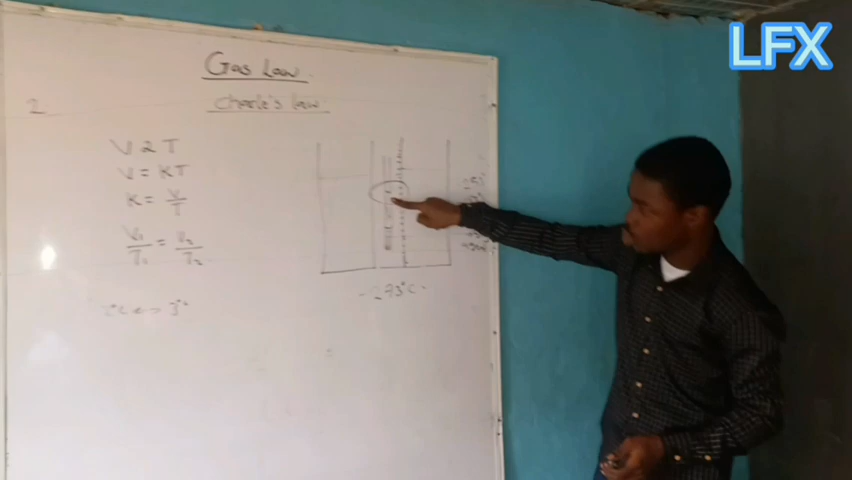 LFX
Gas Law
Charle's law
2
V α T
V = KT
K = V/T
V₁/T₁ = V₂/T₂
-273°C